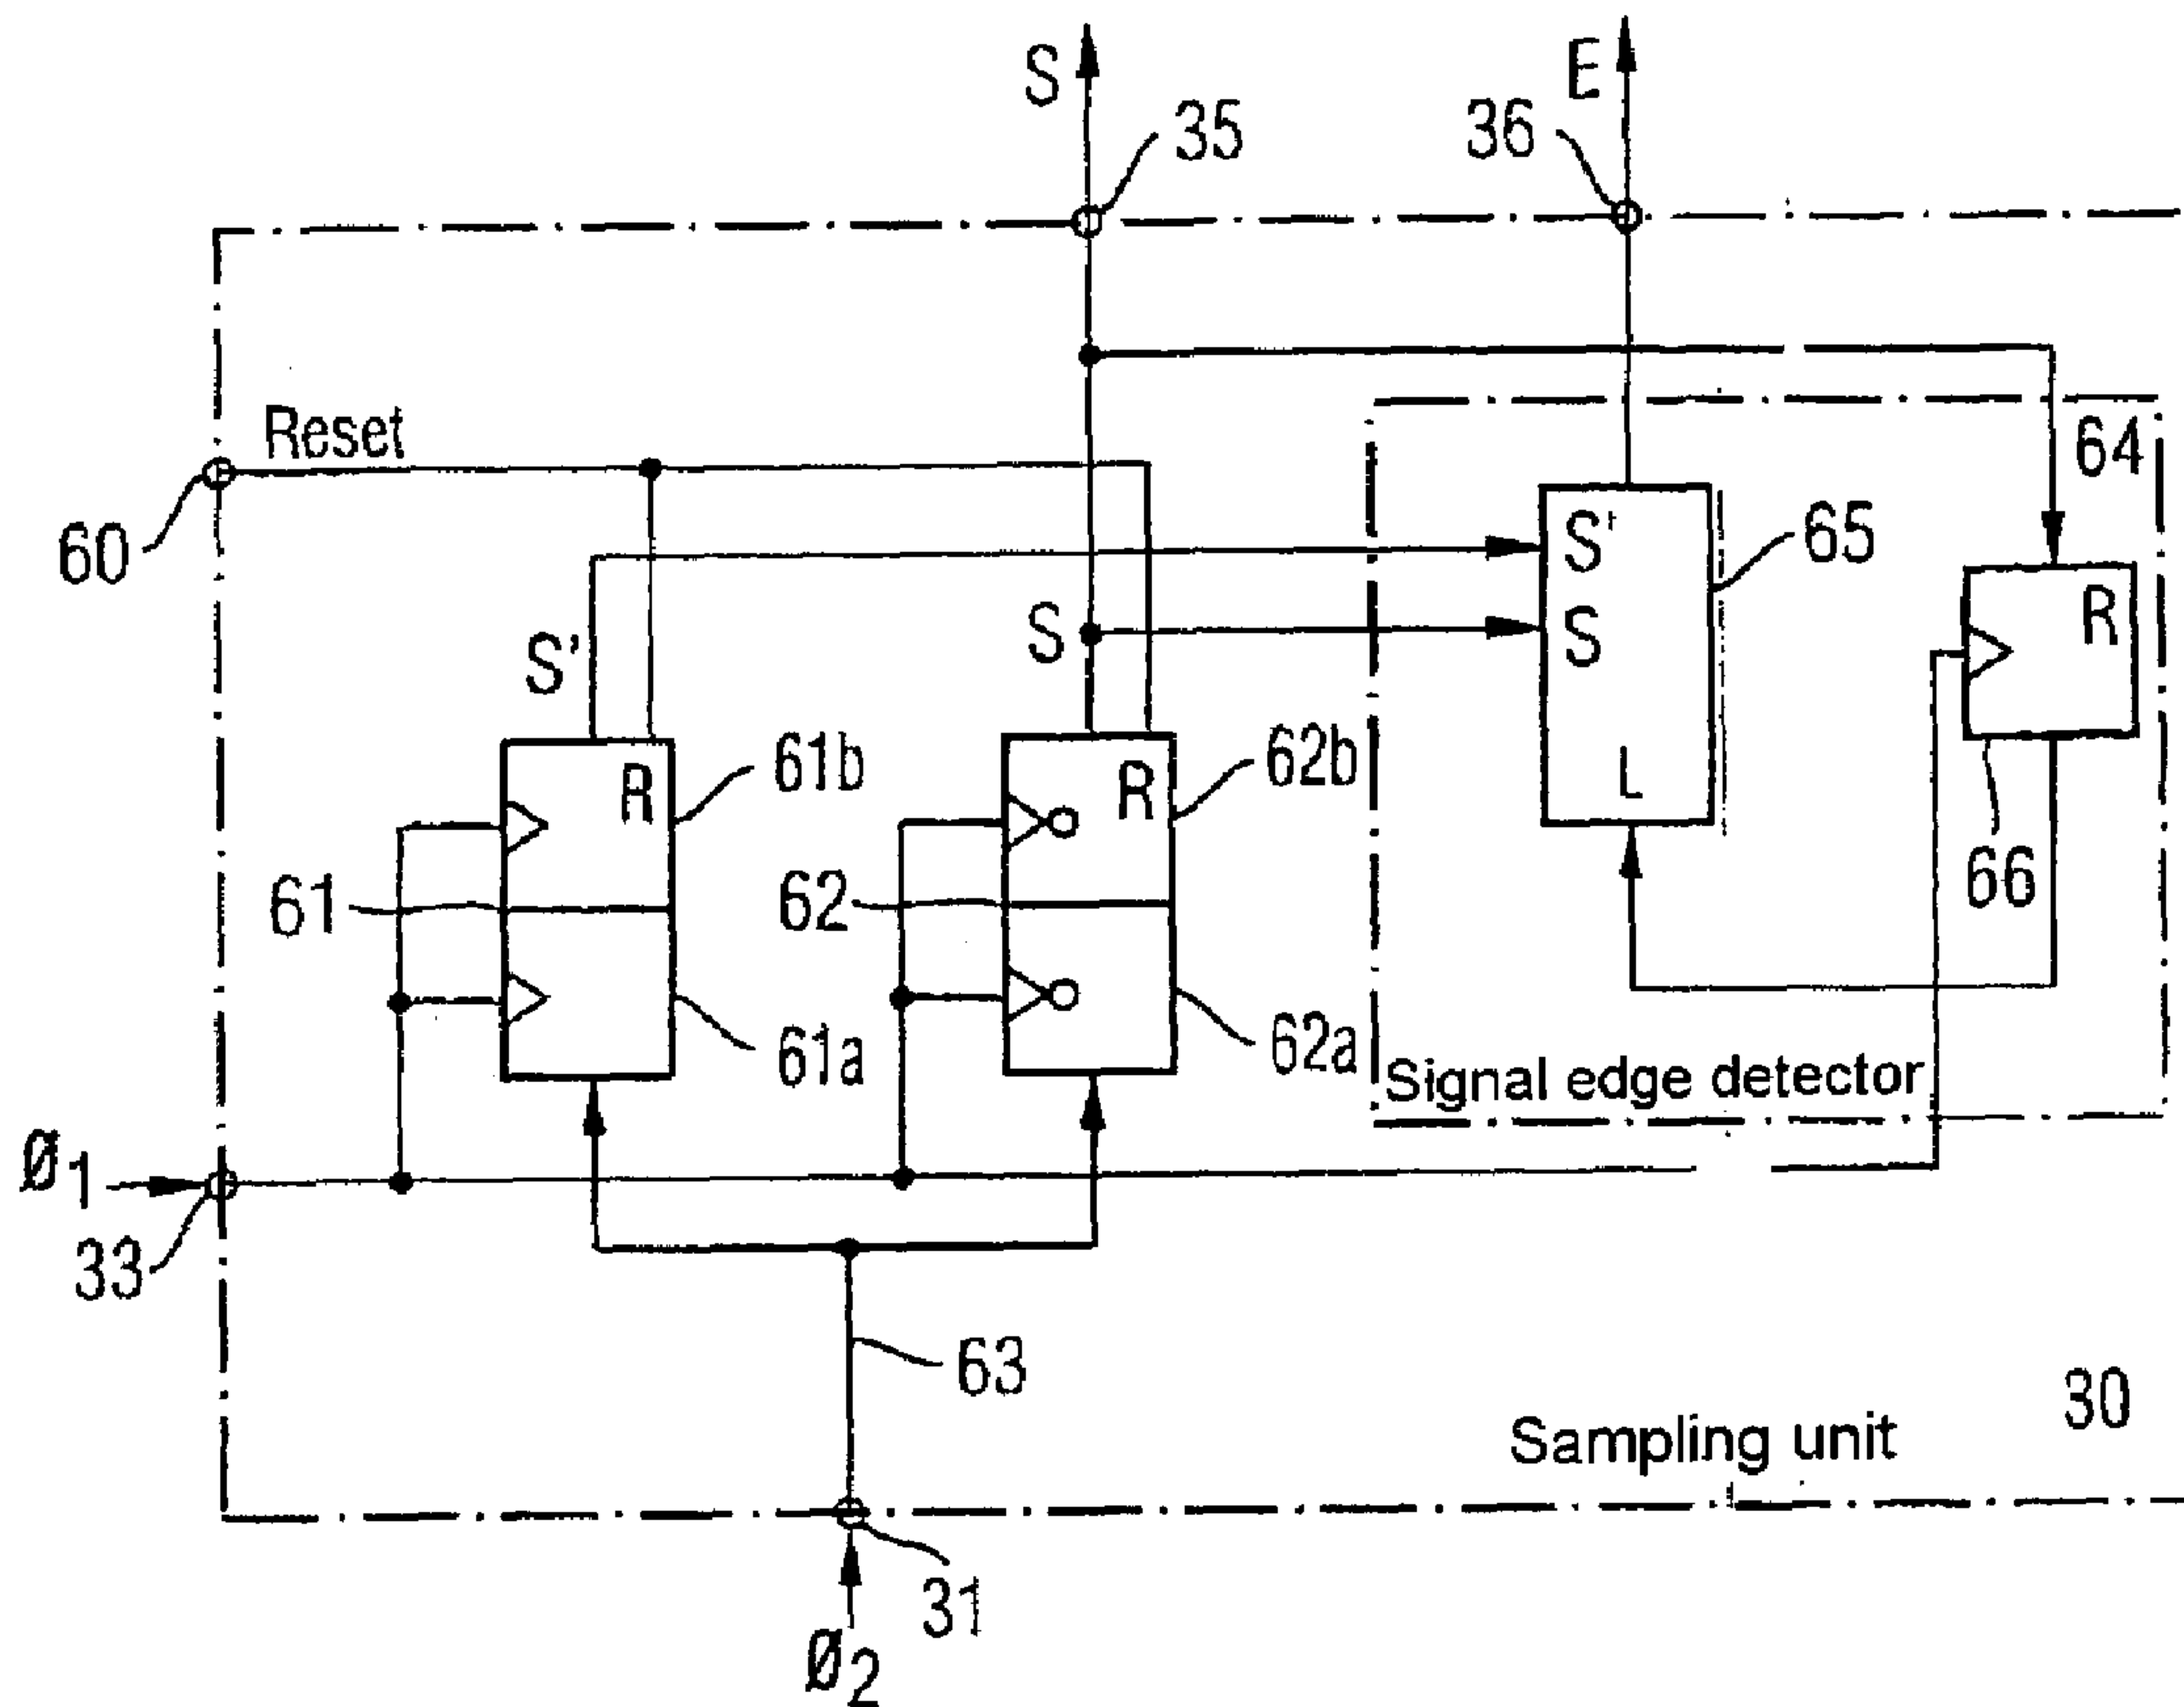 S
E
35
36
Reset
64
60
S'
65
S
S
R
S'
61b
62b
R
R
L
61
62
66
61a
62a
Signal edge detector
Ø1
33
63
30
Sampling unit
31
Ø2